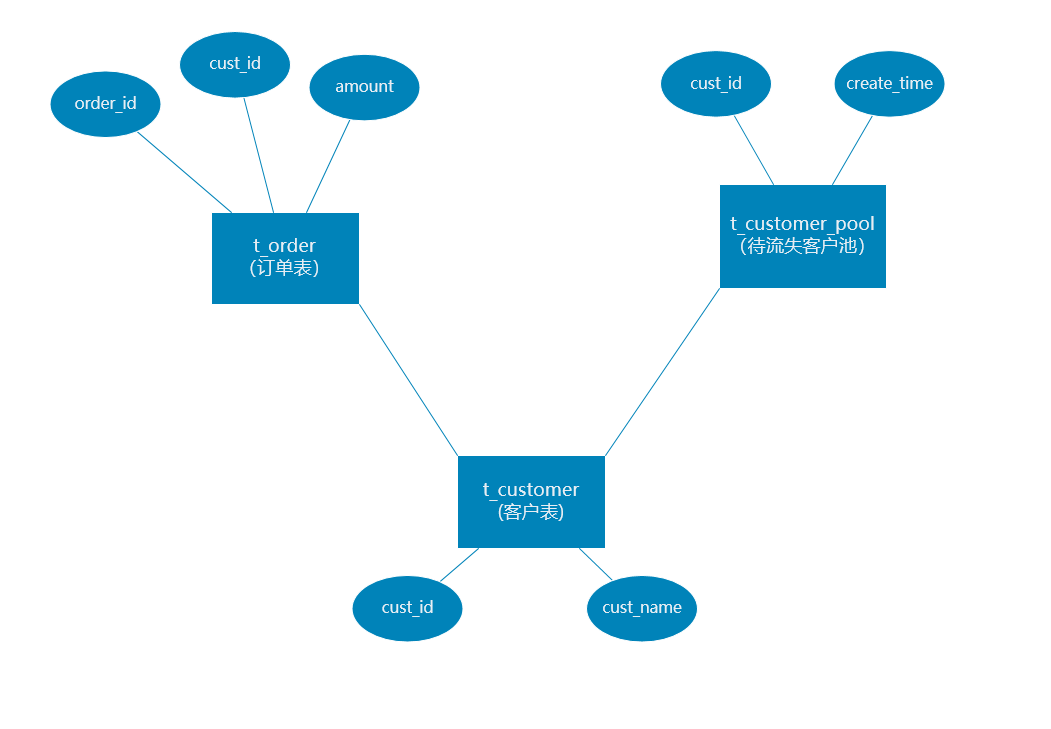 cust_id
order_id
amount
cust_id
create_time
t_order
（订单表）
t_customer_pool
（待流失客户池）
t_customer
(客户表)
cust_id
cust_name